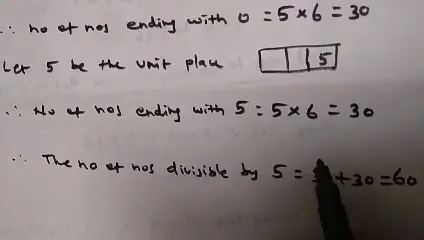 ∴ no of nos ending with 0 = 5 × 6 = 30
Let 5 be the unit place 5
∴ No of nos ending with 5 = 5 × 6 = 30
∴ The no of nos divisible by 5 = +30 = 60